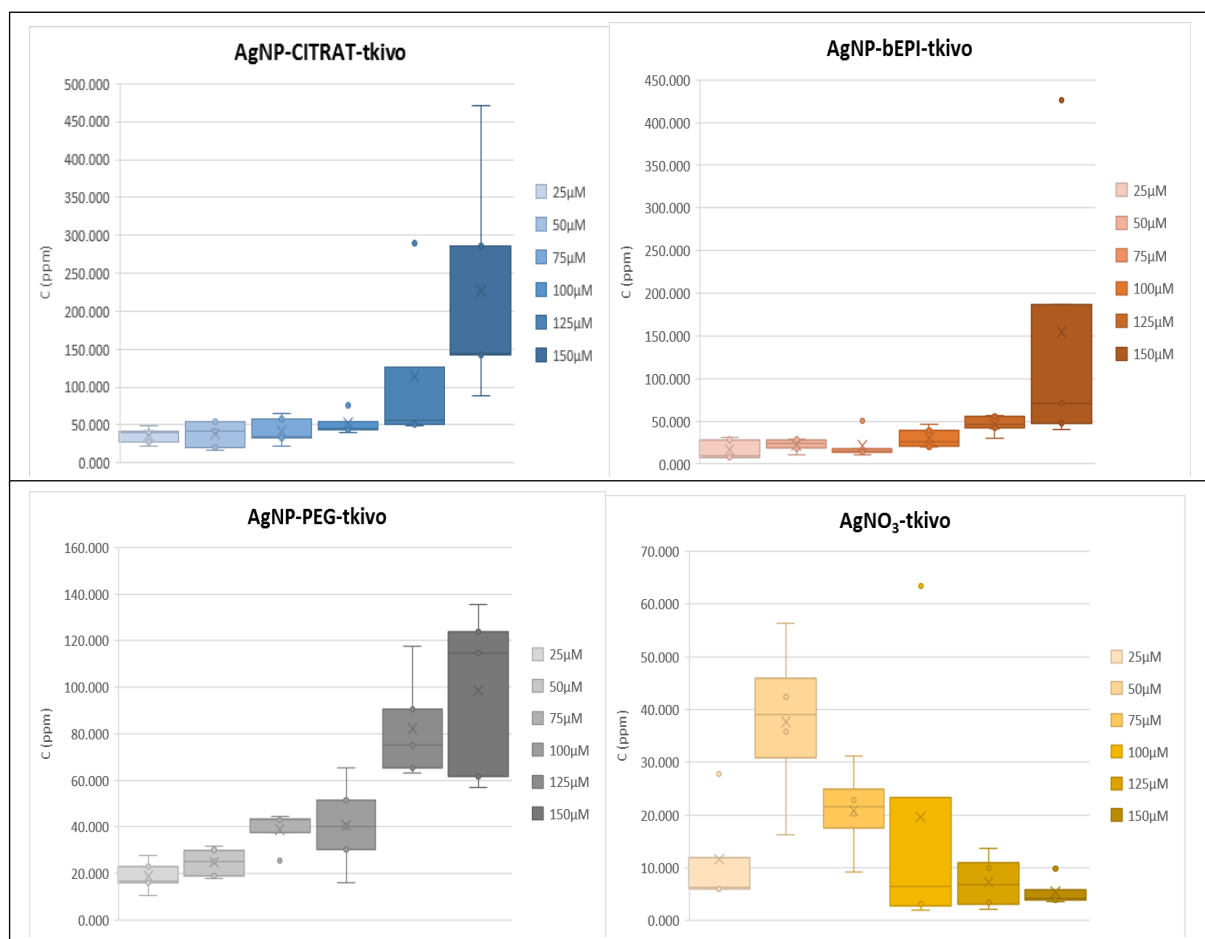 AgNP-CITRAT-tkivo
500.000
450.000
400.000
350.000
300.000
250.000
200.000
150.000
100.000
50.000
0.000
C (ppm)
25µM
50µM
75µM
100µM
125µM
150µM
AgNP-bEPI-tkivo
450.000
400.000
350.000
300.000
250.000
200.000
150.000
100.000
50.000
0.000
C (ppm)
25µM
50µM
75µM
100µM
125µM
150µM
AgNP-PEG-tkivo
160.000
140.000
120.000
100.000
80.000
60.000
40.000
20.000
0.000
C (ppm)
25µM
50µM
75µM
100µM
125µM
150µM
AgNO₃-tkivo
70.000
60.000
50.000
40.000
30.000
20.000
10.000
0.000
C (ppm)
25µM
50µM
75µM
100µM
125µM
150µM